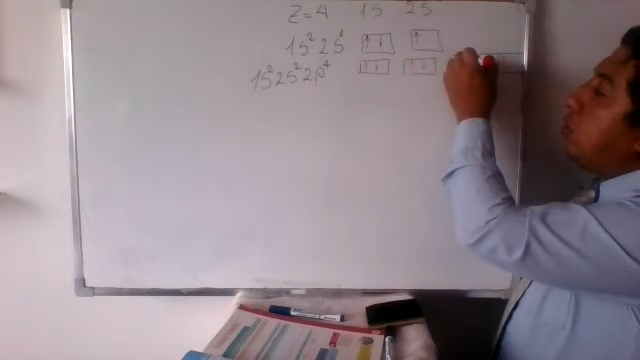 Z=4 1S 2S
1S² 2S¹ ↑↓ ↑
1S² 2S² 2p⁴ ↑↓ ↑↓